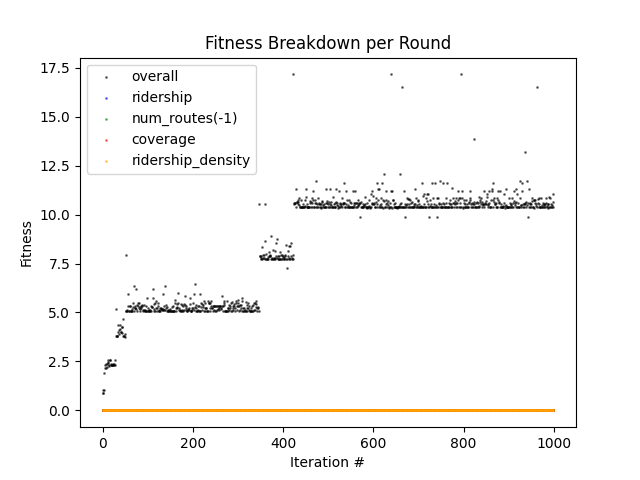 Fitness Breakdown per Round
17.5
15.0
12.5
10.0
7.5
5.0
2.5
0.0
Fitness
overall
ridership
num_routes(-1)
coverage
ridership_density
0 200 400 600 800 1000
Iteration #